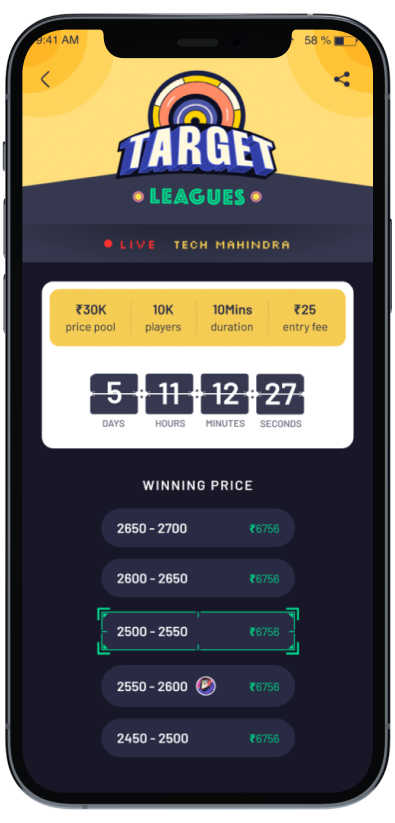 9:41 AM 58 %
TARGET
LEAGUES
LIVE TECH MAHINDRA
₹30K 10K 10Mins ₹25
price pool players duration entry fee
5 : 11 : 12 : 27
DAYS HOURS MINUTES SECONDS
WINNING PRICE
2650 - 2700 ₹6756
2600 - 2650 ₹6756
2500 - 2550 ₹6756
2550 - 2600 ₹6756
2450 - 2500 ₹6756